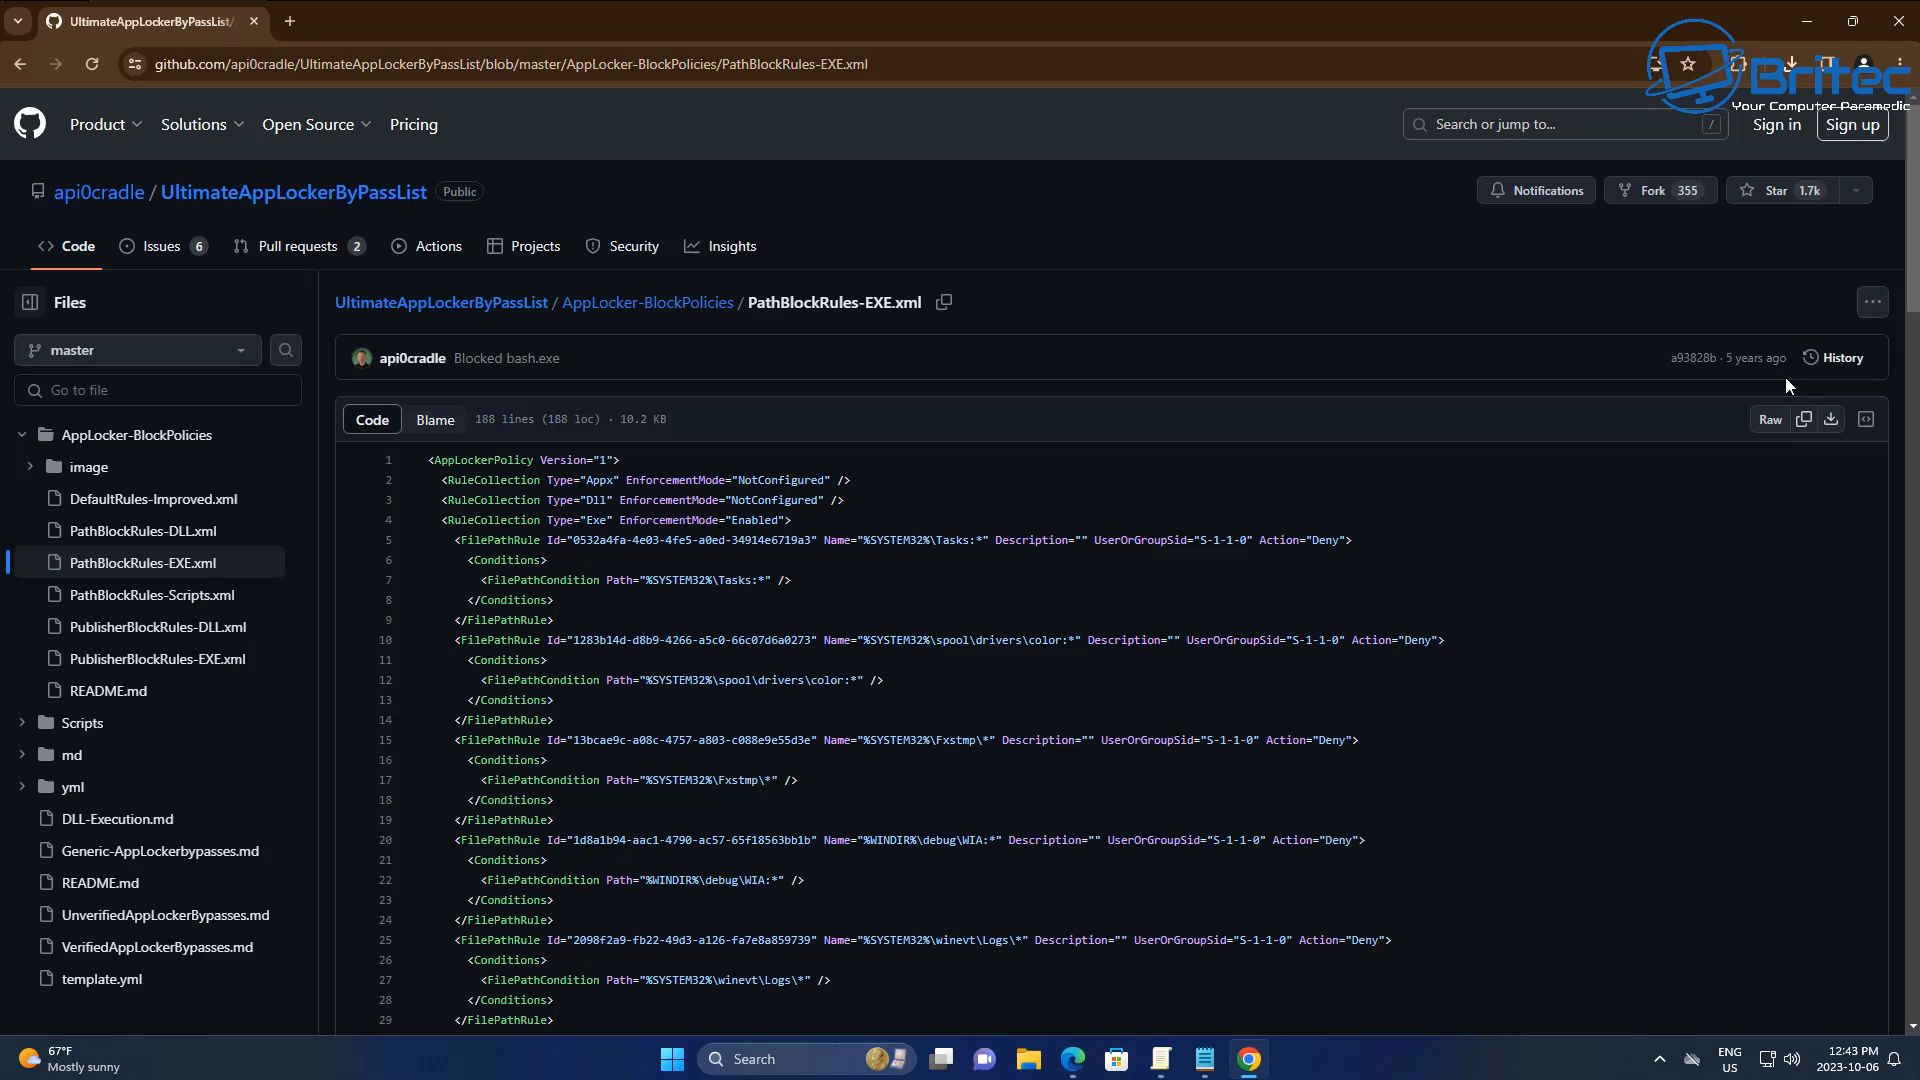 UltimateAppLockerByPassList/
github.com/api0cradle/UltimateAppLockerByPassList/blob/master/AppLocker-BlockPolicies/PathBlockRules-EXE.xml
Britec
Your Computer Paramedic
Product
Solutions
Open Source
Pricing
Search or jump to...
/
Sign in
Sign up
api0cradle / UltimateAppLockerByPassList
Public
Notifications
Fork 355
Star 1.7k
Code
Issues 6
Pull requests 2
Actions
Projects
Security
Insights
Files
master
Go to file
AppLocker-BlockPolicies
image
DefaultRules-Improved.xml
PathBlockRules-DLL.xml
PathBlockRules-EXE.xml
PathBlockRules-Scripts.xml
PublisherBlockRules-DLL.xml
PublisherBlockRules-EXE.xml
README.md
Scripts
md
yml
DLL-Execution.md
Generic-AppLockerbypasses.md
README.md
UnverifiedAppLockerBypasses.md
VerifiedAppLockerBypasses.md
template.yml
UltimateAppLockerByPassList / AppLocker-BlockPolicies / PathBlockRules-EXE.xml
api0cradle Blocked bash.exe
a93828b · 5 years ago
History
Code
Blame
188 lines (188 loc) · 10.2 KB
Raw
1 <AppLockerPolicy Version="1">
2 <RuleCollection Type="Appx" EnforcementMode="NotConfigured" />
3 <RuleCollection Type="Dll" EnforcementMode="NotConfigured" />
4 <RuleCollection Type="Exe" EnforcementMode="Enabled">
5 <FilePathRule Id="0532a4fa-4e03-4fe5-a0ed-34914e6719a3" Name="%SYSTEM32%\Tasks:*" Description="" UserOrGroupSid="S-1-1-0" Action="Deny">
6 <Conditions>
7 <FilePathCondition Path="%SYSTEM32%\Tasks:*" />
8 </Conditions>
9 </FilePathRule>
10 <FilePathRule Id="1283b14d-d8b9-4266-a5c0-66c07d6a0273" Name="%SYSTEM32%\spool\drivers\color:*" Description="" UserOrGroupSid="S-1-1-0" Action="Deny">
11 <Conditions>
12 <FilePathCondition Path="%SYSTEM32%\spool\drivers\color:*" />
13 </Conditions>
14 </FilePathRule>
15 <FilePathRule Id="13bcae9c-a08c-4757-a803-c088e9e55d3e" Name="%SYSTEM32%\Fxstmp\*" Description="" UserOrGroupSid="S-1-1-0" Action="Deny">
16 <Conditions>
17 <FilePathCondition Path="%SYSTEM32%\Fxstmp\*" />
18 </Conditions>
19 </FilePathRule>
20 <FilePathRule Id="1d8a1b94-aac1-4790-ac57-65f18563bb1b" Name="%WINDIR%\debug\WIA:*" Description="" UserOrGroupSid="S-1-1-0" Action="Deny">
21 <Conditions>
22 <FilePathCondition Path="%WINDIR%\debug\WIA:*" />
23 </Conditions>
24 </FilePathRule>
25 <FilePathRule Id="2098f2a9-fb22-49d3-a126-fa7e8a859739" Name="%SYSTEM32%\winevt\Logs\*" Description="" UserOrGroupSid="S-1-1-0" Action="Deny">
26 <Conditions>
27 <FilePathCondition Path="%SYSTEM32%\winevt\Logs\*" />
28 </Conditions>
29 </FilePathRule>
67°F
Mostly sunny
Search
ENG
US
12:43 PM
2023-10-06